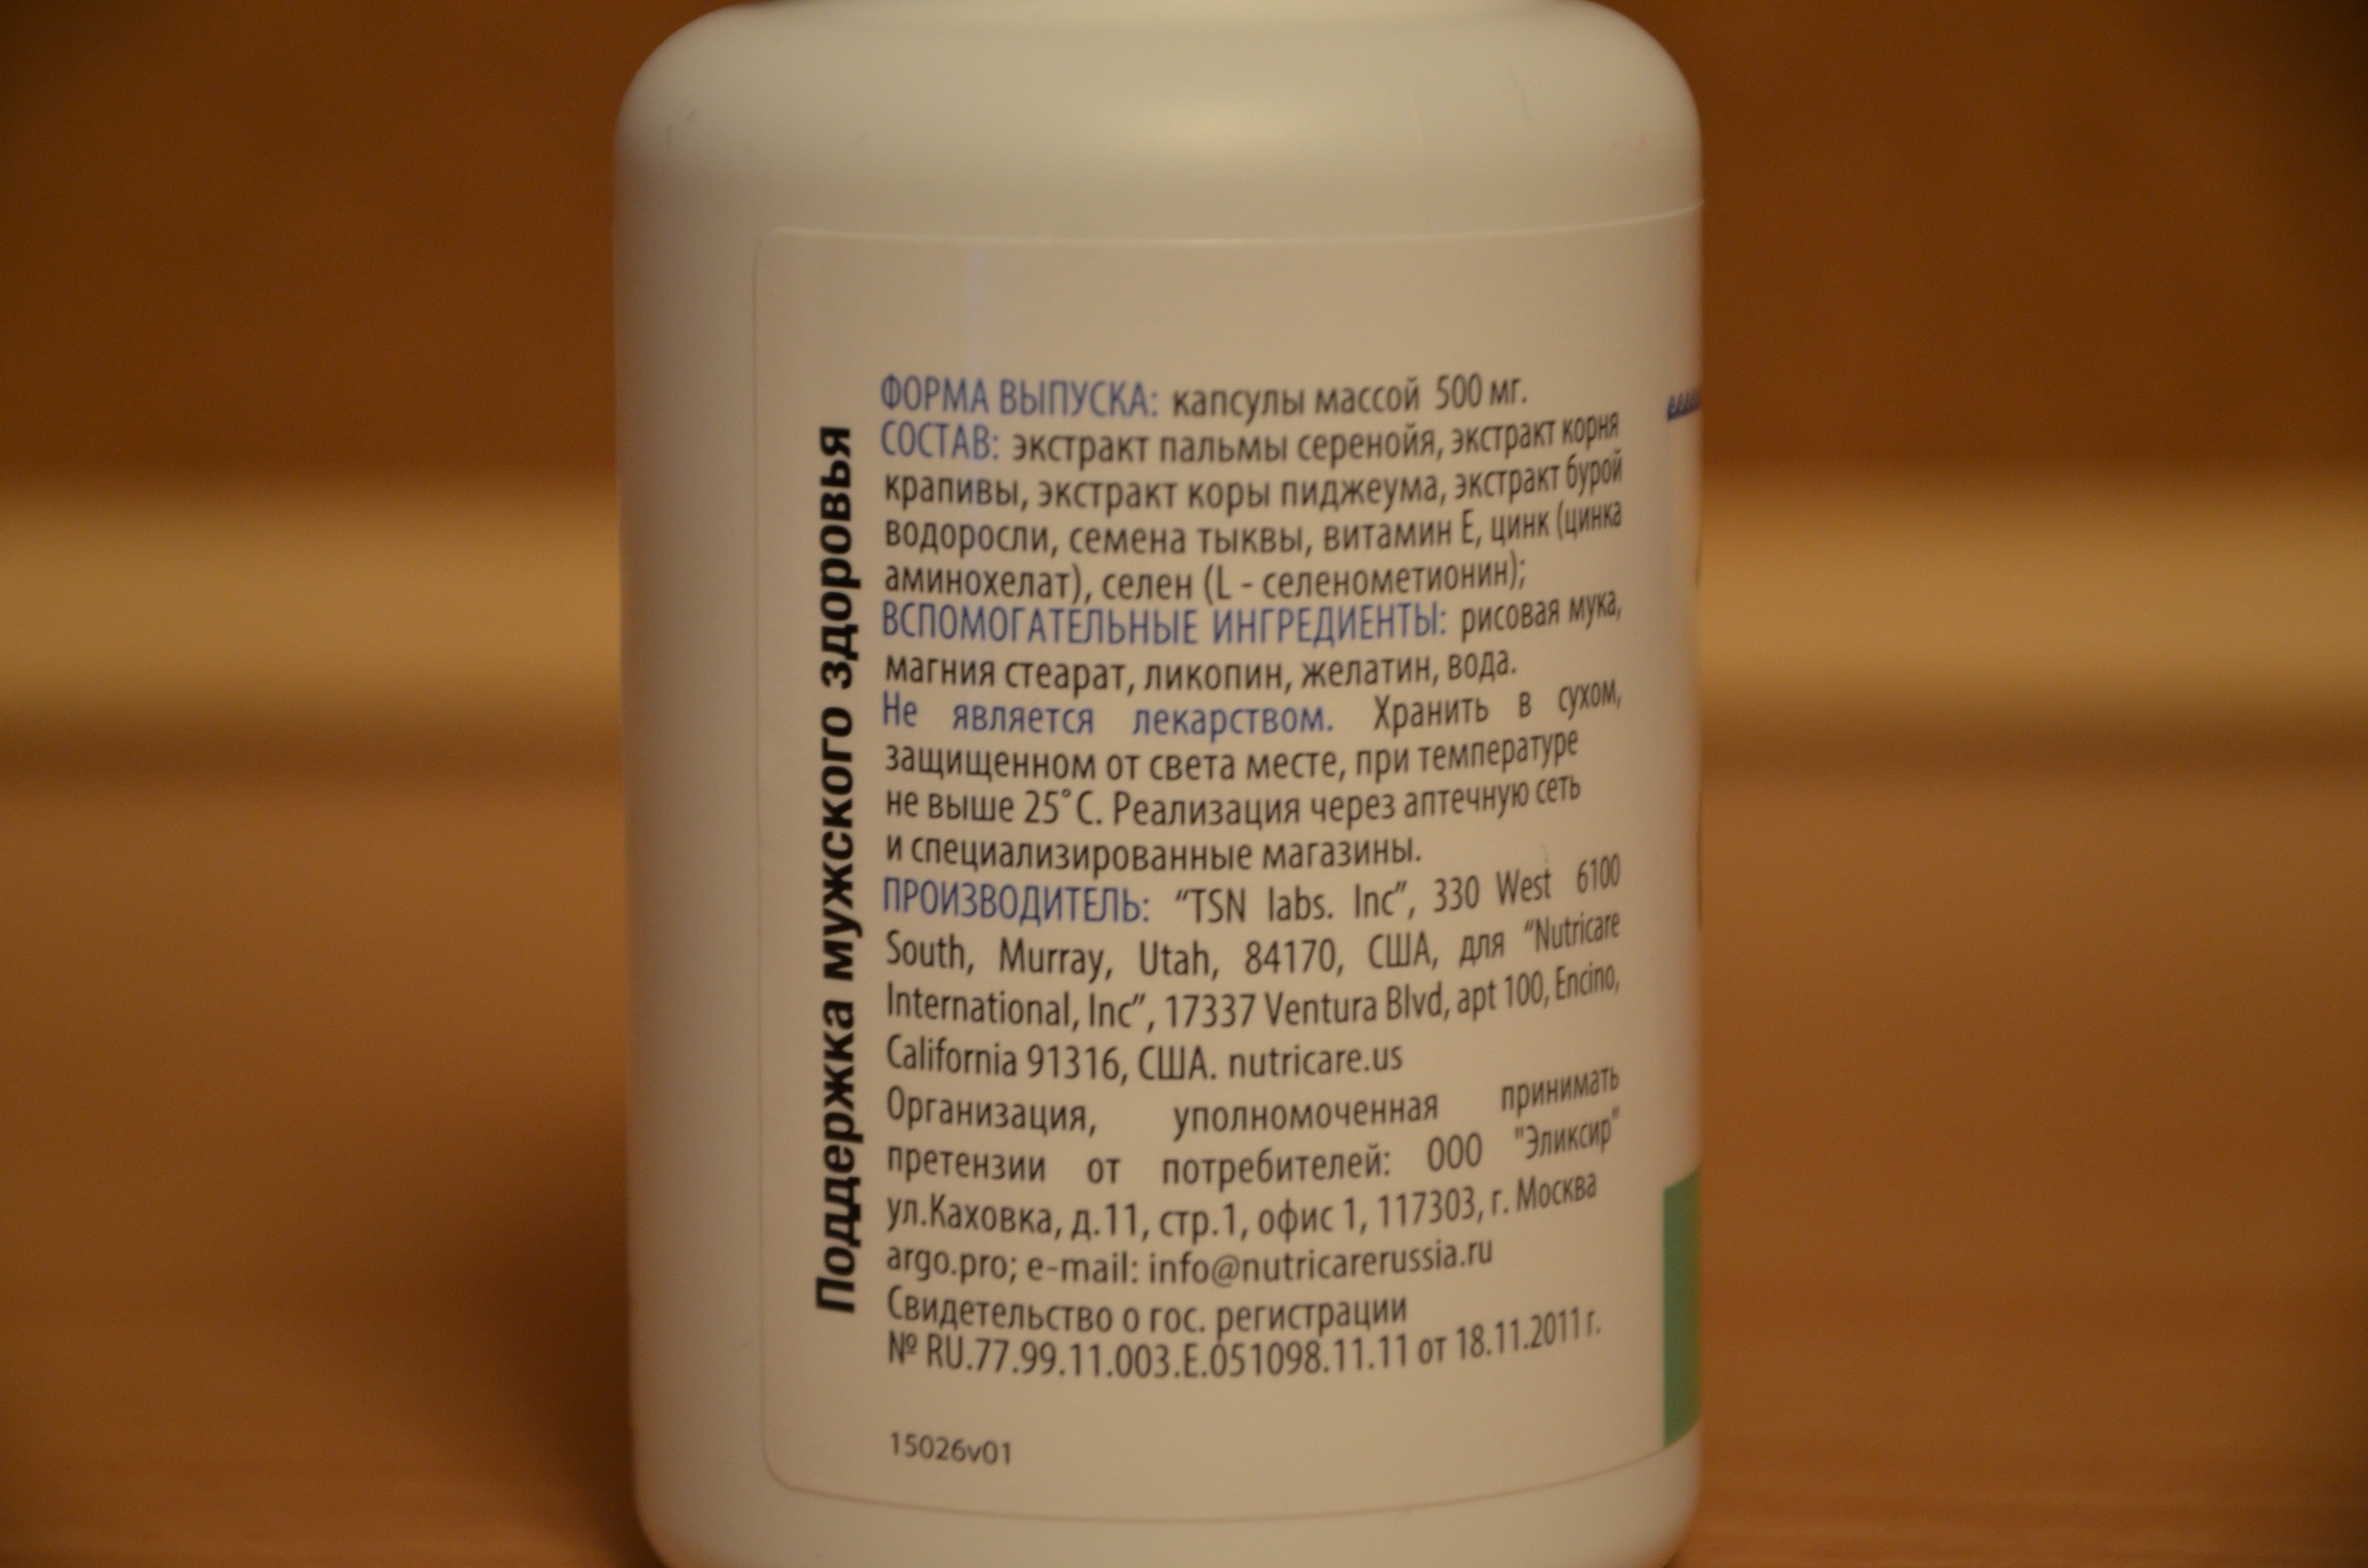 Поддержка мужского здоровья
ФОРМА ВЫПУСКА: капсулы массой 500 мг.
СОСТАВ: экстракт пальмы серенойя, экстракт корня
крапивы, экстракт коры пиджеума, экстракт бурой
водоросли, семена тыквы, витамин Е, цинк (цинка
аминохелат), селен (L - селенометионин);
ВСПОМОГАТЕЛЬНЫЕ ИНГРЕДИЕНТЫ: рисовая мука,
магния стеарат, ликопин, желатин, вода.
Не является лекарством. Хранить в сухом,
защищенном от света месте, при температуре
не выше 25˚С. Реализация через аптечную сеть
и специализированные магазины.
ПРОИЗВОДИТЕЛЬ: “TSN labs. Inc”, 330 West 6100
South, Murray, Utah, 84170, США, для “Nutricare
International, Inc”, 17337 Ventura Blvd, apt 100, Encino,
California 91316, США. nutricare.us
Организация, уполномоченная принимать
претензии от потребителей: ООО "Эликсир"
ул.Каховка, д.11, стр.1, офис 1, 117303, г. Москва
argo.pro; e-mail: info@nutricarerussia.ru
Свидетельство о гос. регистрации
№ RU.77.99.11.003.E.051098.11.11 от 18.11.2011 г.
15026v01